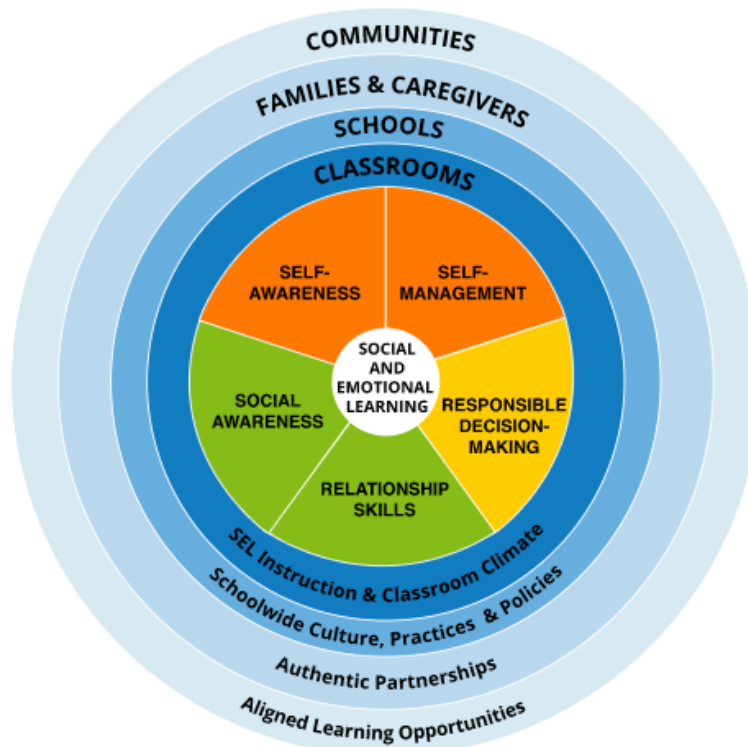 COMMUNITIES
FAMILIES & CAREGIVERS
SCHOOLS
CLASSROOMS
SELF-
AWARENESS
SELF-
MANAGEMENT
SOCIAL
AND
EMOTIONAL
LEARNING
SOCIAL
AWARENESS
RESPONSIBLE
DECISION-
MAKING
RELATIONSHIP
SKILLS
SEL Instruction & Classroom Climate
Schoolwide Culture, Practices & Policies
Authentic Partnerships
Aligned Learning Opportunities